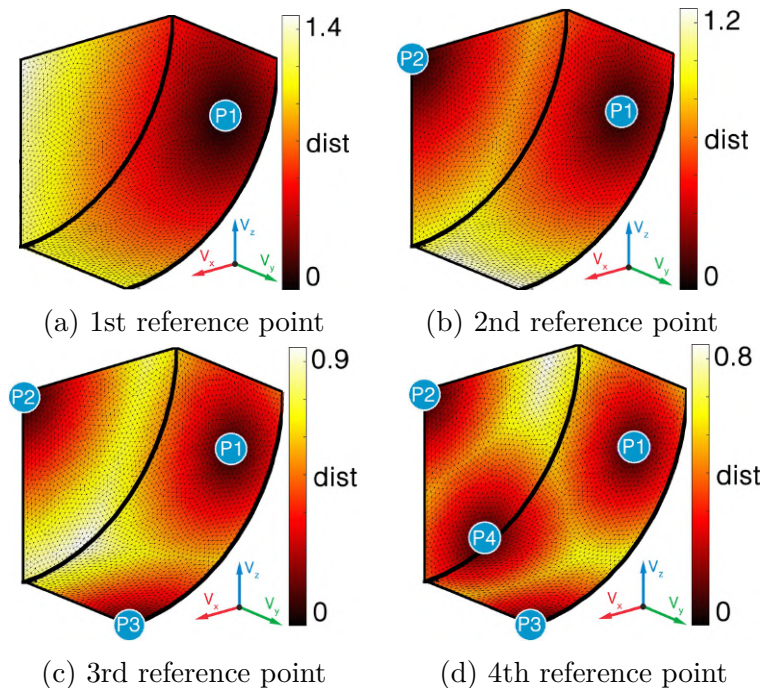 1.4
P1
dist
0
Vz
Vx
Vy
(a) 1st reference point
1.2
P2
P1
dist
0
Vz
Vx
Vy
(b) 2nd reference point
0.9
P2
P1
dist
P3
0
Vz
Vx
Vy
(c) 3rd reference point
0.8
P2
P1
dist
P4
P3
0
Vz
Vx
Vy
(d) 4th reference point